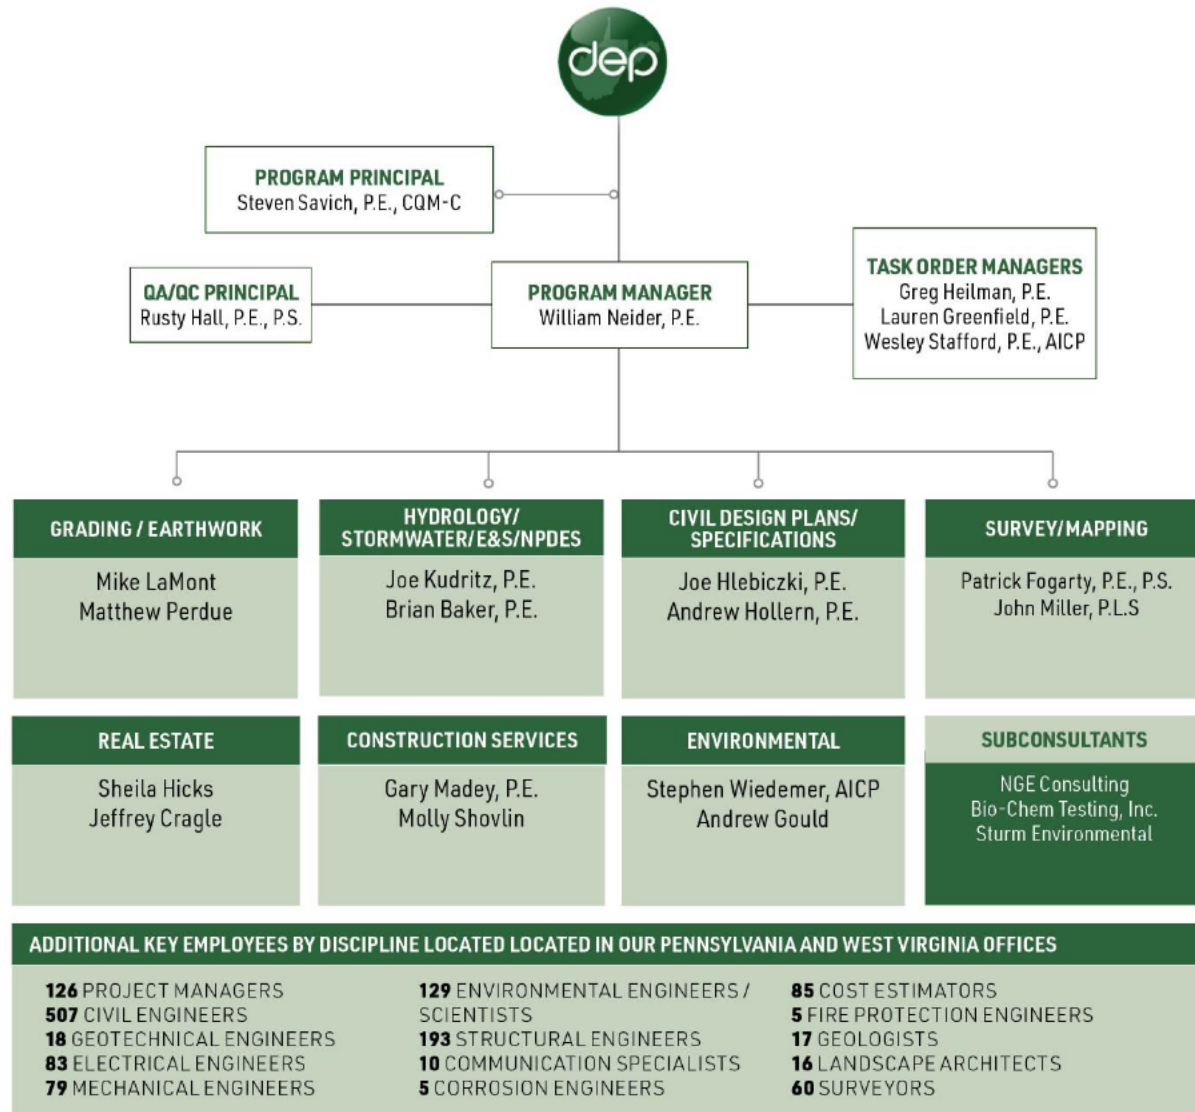 dep
PROGRAM PRINCIPAL
Steven Savich, P.E., CQM-C
QA/QC PRINCIPAL
Rusty Hall, P.E., P.S.
PROGRAM MANAGER
William Neider, P.E.
TASK ORDER MANAGERS
Greg Heilman, P.E.
Lauren Greenfield, P.E.
Wesley Stafford, P.E., AICP
GRADING / EARTHWORK
Mike LaMont
Matthew Perdue
HYDROLOGY/
STORMWATER/E&S/NPDES
Joe Kudritz, P.E.
Brian Baker, P.E.
CIVIL DESIGN PLANS/
SPECIFICATIONS
Joe Hlebiczki, P.E.
Andrew Hollern, P.E.
SURVEY/MAPPING
Patrick Fogarty, P.E., P.S.
John Miller, P.L.S
REAL ESTATE
Sheila Hicks
Jeffrey Cragle
CONSTRUCTION SERVICES
Gary Madey, P.E.
Molly Shovlin
ENVIRONMENTAL
Stephen Wiedemer, AICP
Andrew Gould
SUBCONSULTANTS
NGE Consulting
Bio-Chem Testing, Inc.
Sturm Environmental
ADDITIONAL KEY EMPLOYEES BY DISCIPLINE LOCATED LOCATED IN OUR PENNSYLVANIA AND WEST VIRGINIA OFFICES
126 PROJECT MANAGERS
507 CIVIL ENGINEERS
18 GEOTECHNICAL ENGINEERS
83 ELECTRICAL ENGINEERS
79 MECHANICAL ENGINEERS
129 ENVIRONMENTAL ENGINEERS /
SCIENTISTS
193 STRUCTURAL ENGINEERS
10 COMMUNICATION SPECIALISTS
5 CORROSION ENGINEERS
85 COST ESTIMATORS
5 FIRE PROTECTION ENGINEERS
17 GEOLOGISTS
16 LANDSCAPE ARCHITECTS
60 SURVEYORS